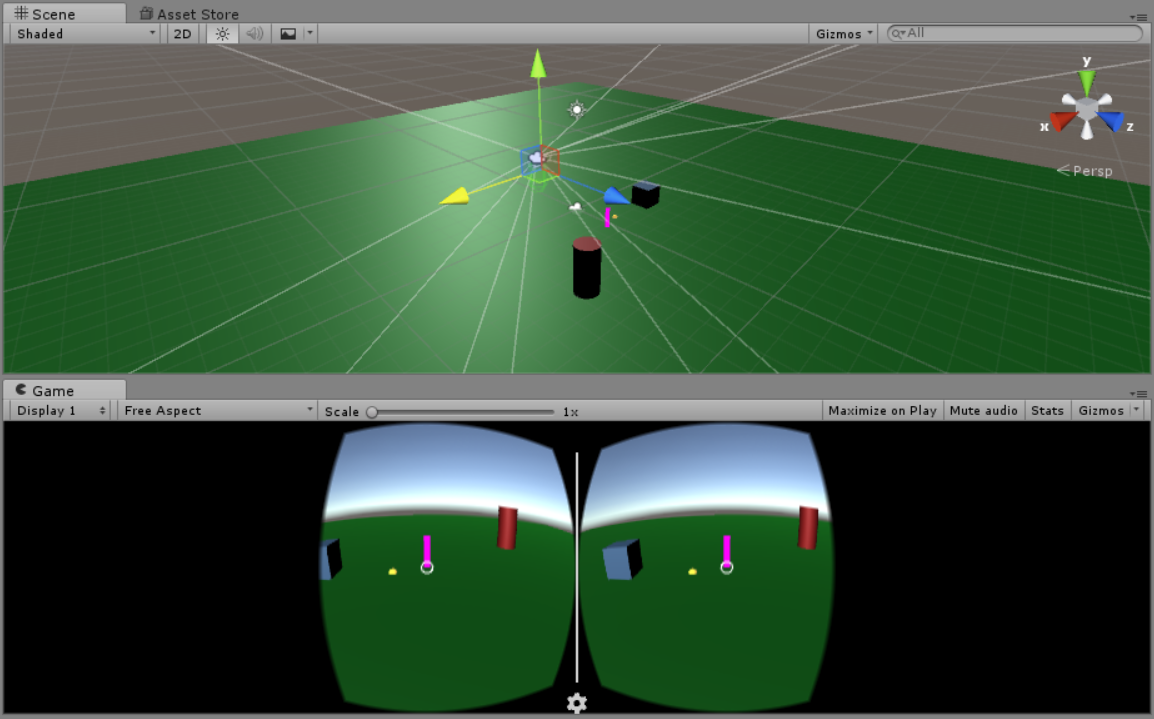 Scene Asset Store
Shaded 2D Gizmos All
y
x z
Persp
Game
Display 1 Free Aspect Scale 1x Maximize on Play Mute audio Stats Gizmos